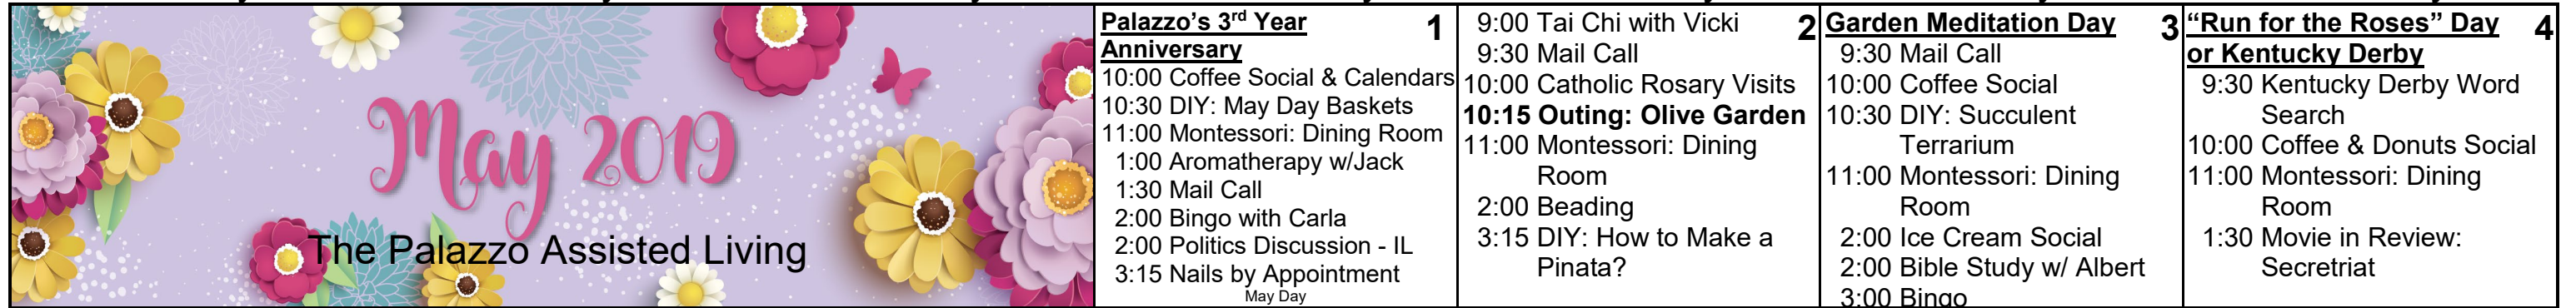 May 2019
The Palazzo Assisted Living
Palazzo’s 3rd Year 1
Anniversary
10:00 Coffee Social & Calendars
10:30 DIY: May Day Baskets
11:00 Montessori: Dining Room
1:00 Aromatherapy w/Jack
1:30 Mail Call
2:00 Bingo with Carla
2:00 Politics Discussion - IL
3:15 Nails by Appointment
May Day
9:00 Tai Chi with Vicki 2
9:30 Mail Call
10:00 Catholic Rosary Visits
10:15 Outing: Olive Garden
11:00 Montessori: Dining
Room
2:00 Beading
3:15 DIY: How to Make a
Pinata?
Garden Meditation Day 3
9:30 Mail Call
10:00 Coffee Social
10:30 DIY: Succulent
Terrarium
11:00 Montessori: Dining
Room
2:00 Ice Cream Social
2:00 Bible Study w/ Albert
3:00 Bingo
“Run for the Roses” Day 4
or Kentucky Derby
9:30 Kentucky Derby Word
Search
10:00 Coffee & Donuts Social
11:00 Montessori: Dining
Room
1:30 Movie in Review:
Secretriat